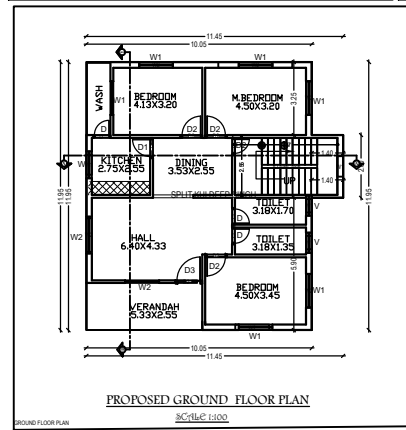 11.45
10.05
W1
W1
WASH
W1
BEDROOM
4.13X3.20
M.BEDROOM
4.50X3.20
3.25
W1
D
D2
D2
D1
KITCHEN
2.75X2.55
DINING
3.53X2.55
1.40
UP
1.40
W
11.95
11.95
11.95
TOILET
3.18X1.70
D
V
W2
HALL
6.40X4.33
TOILET
3.18X1.35
D
V
D2
D3
5.90
W2
BEDROOM
4.50X3.45
W1
VERANDAH
5.33X2.55
W1
10.05
11.45
PROPOSED GROUND FLOOR PLAN
SCALE 1:100
GROUND FLOOR PLAN